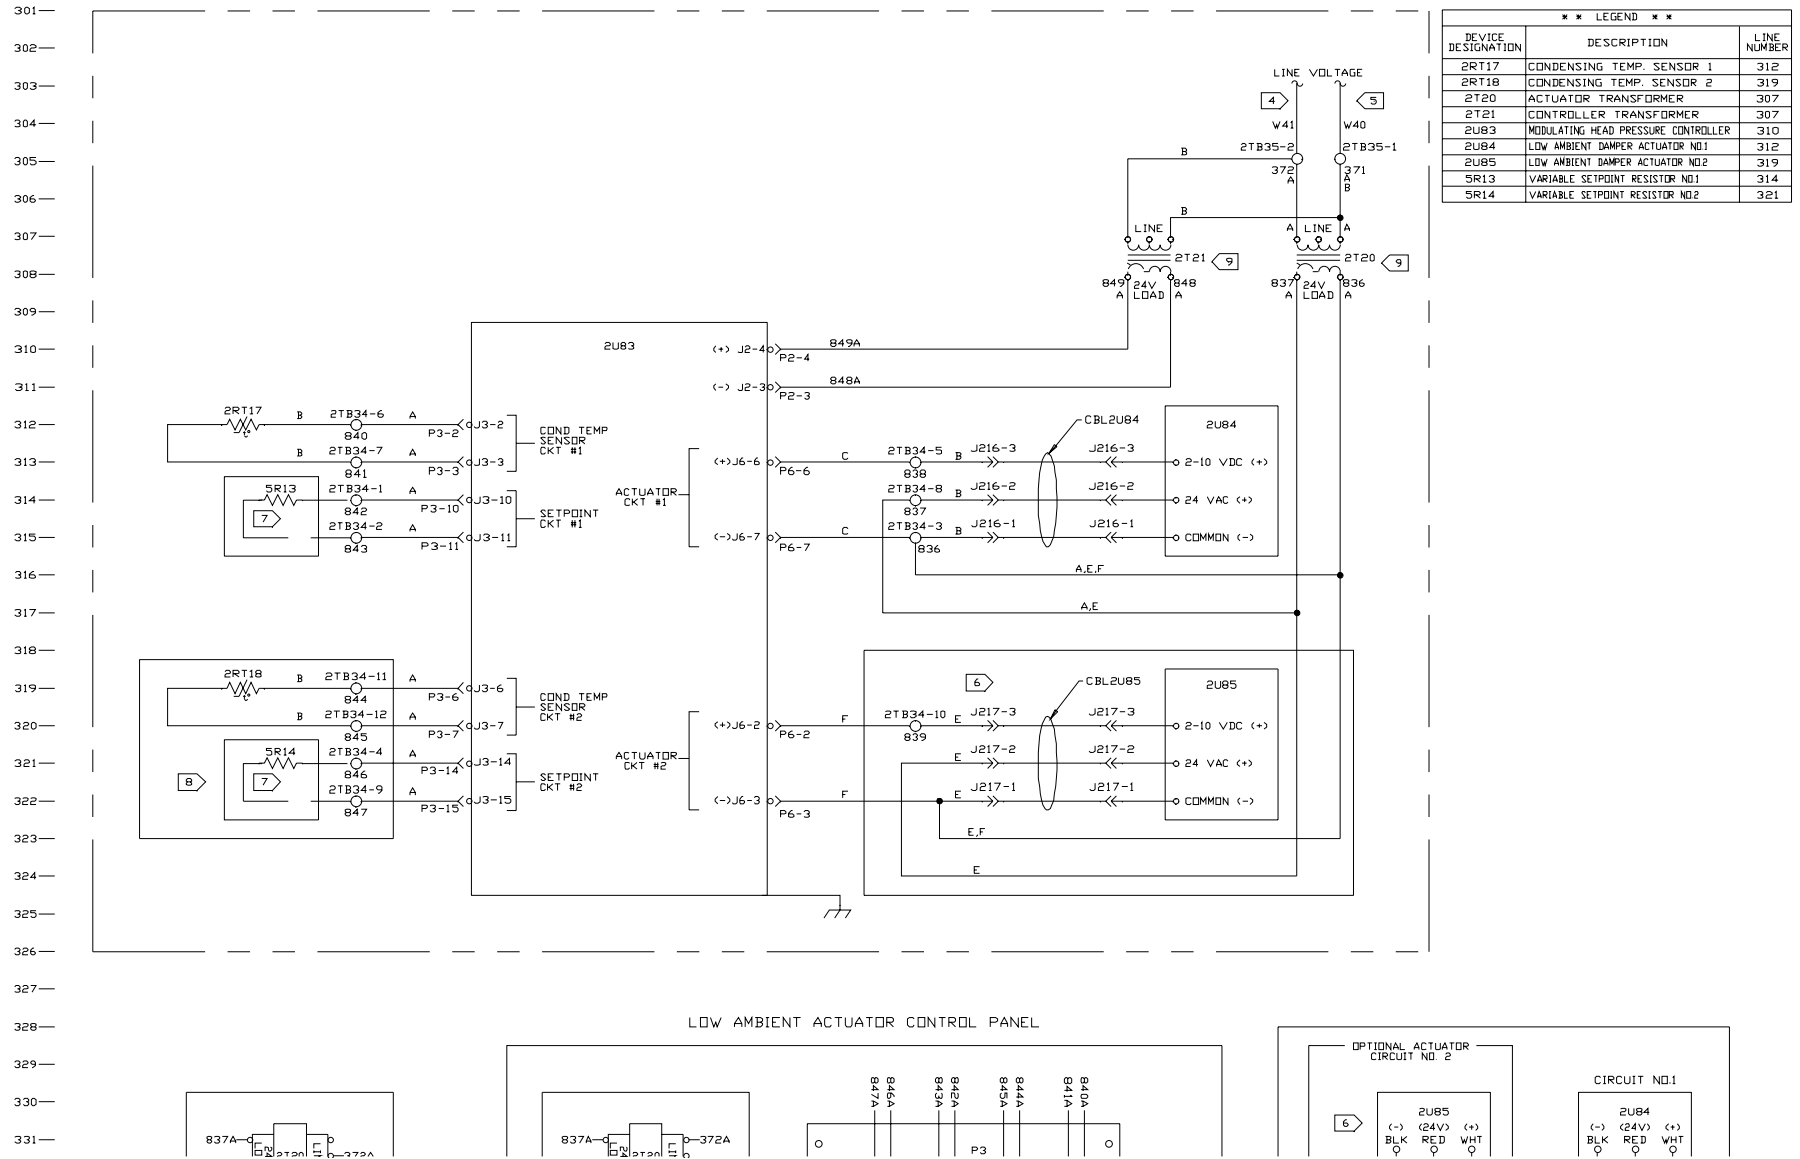 301
* * LEGEND * *
302
DEVICE DESIGNATION DESCRIPTION LINE NUMBER
2RT17 CONDENSING TEMP. SENSOR 1 312
2RT18 CONDENSING TEMP. SENSOR 2 319
2T20 ACTUATOR TRANSFORMER 307
2T21 CONTROLLER TRANSFORMER 307
2U83 MODULATING HEAD PRESSURE CONTROLLER 310
2U84 LOW AMBIENT DAMPER ACTUATOR NO.1 312
2U85 LOW AMBIENT DAMPER ACTUATOR NO.2 319
5R13 VARIABLE SETPOINT RESISTOR NO.1 314
5R14 VARIABLE SETPOINT RESISTOR NO.2 321
LINE VOLTAGE
303
4 5
304
W41 W40
305
B 2TB35-2 2TB35-1
372 371
A A
B
306
B
307
LINE A LINE A
308
2T21 9 2T20 9
849 24V 848 837 24V 836
A LOAD A A LOAD A
309
310
2U83 (+) J2-4 849A
P2-4
311
(-) J2-3 848A
P2-3
312
2RT17 B 2TB34-6 A J3-2
840 P3-2
COND TEMP
SENSOR
CKT #1
CBL2U84
2U84
313
B 2TB34-7 A J3-3
841 P3-3
(+)J6-6 C 2TB34-5 B J216-3 J216-3 2-10 VDC (+)
P6-6 838
314
5R13 2TB34-1 A J3-10
7 842 P3-10
SETPOINT
CKT #1
ACTUATOR
CKT #1
2TB34-8 B J216-2 J216-2 24 VAC (+)
837
315
2TB34-2 A J3-11
843 P3-11
(-)J6-7 C 2TB34-3 B J216-1 J216-1 COMMON (-)
P6-7 836
316
A,E,F
317
A,E
318
319
2RT18 B 2TB34-11 A J3-6
844 P3-6
COND TEMP
SENSOR
CKT #2
6 CBL2U85
2U85
320
B 2TB34-12 A J3-7
845 P3-7
(+)J6-2 F 2TB34-10 E J217-3 J217-3 2-10 VDC (+)
P6-2 839
321
5R14 2TB34-4 A J3-14
8 7 846 P3-14
SETPOINT
CKT #2
ACTUATOR
CKT #2
E J217-2 J217-2 24 VAC (+)
322
2TB34-9 A J3-15
847 P3-15
(-)J6-3 F E J217-1 J217-1 COMMON (-)
P6-3
323
E,F
324
E
325
326
327
328
LOW AMBIENT ACTUATOR CONTROL PANEL
329
OPTIONAL ACTUATOR
CIRCUIT NO. 2
330
847A 846A 843A 842A 845A 844A 841A 840A
CIRCUIT NO.1
6 2U85 2U84
(-) (24V) (+) (-) (24V) (+)
331
837A 837A 372A
BLK RED WHT BLK RED WHT
2T20 372A 2T20 P3